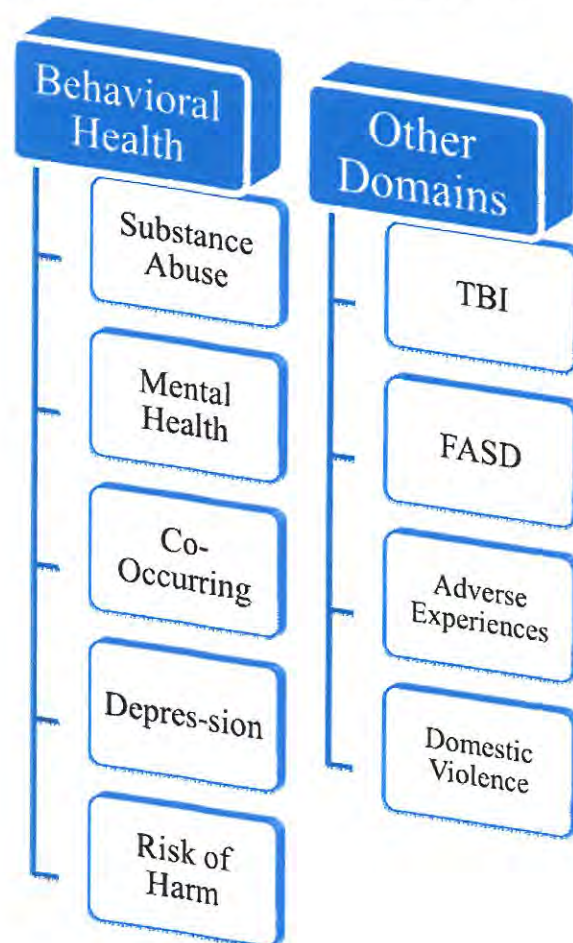 Behavioral
Health
Substance
Abuse
Mental
Health
Co-
Occurring
Depres-sion
Risk of
Harm
Other
Domains
TBI
FASD
Adverse
Experiences
Domestic
Violence